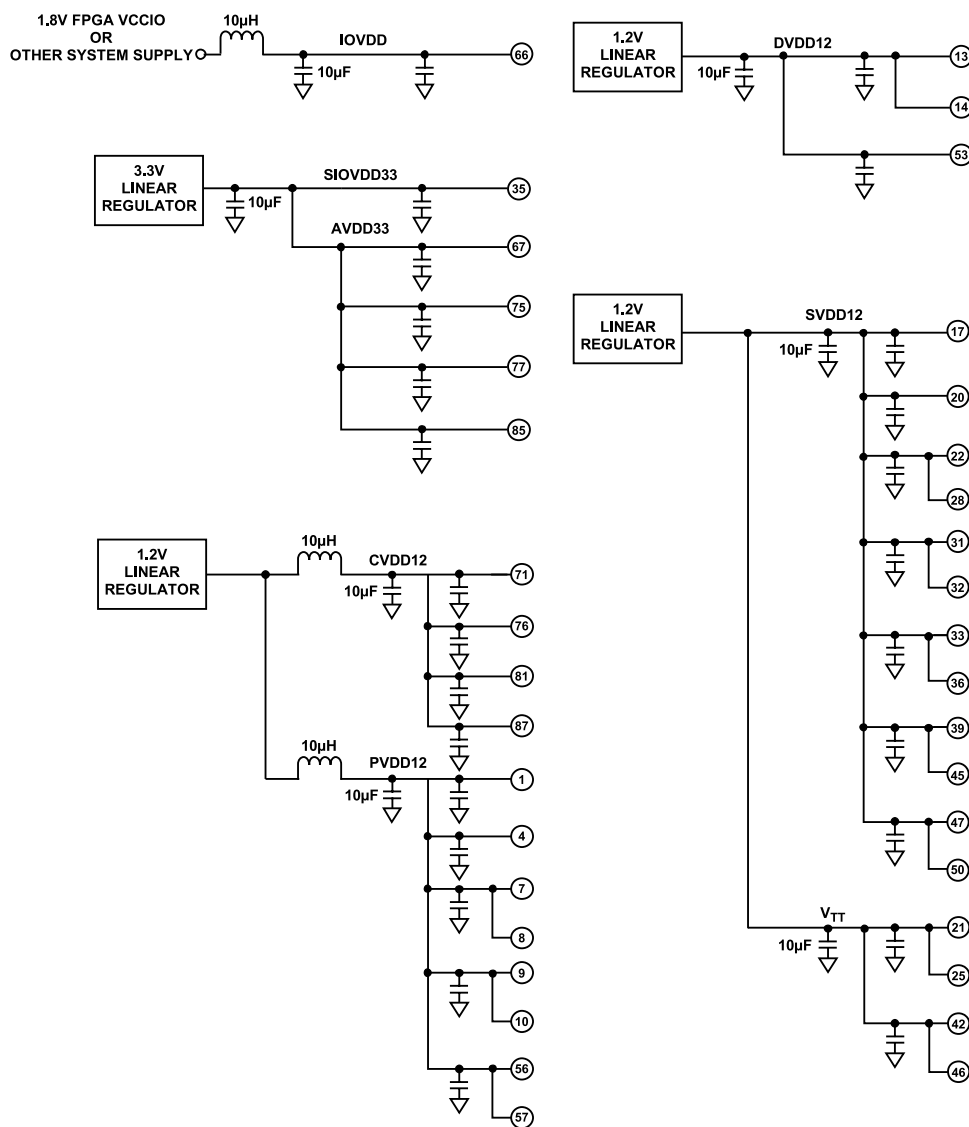 1.8V FPGA VCCIO
OR
OTHER SYSTEM SUPPLY
10µH
IOVDD
10µF
66
3.3V
LINEAR
REGULATOR
10µF
SIOVDD33
35
AVDD33
67
75
77
85
1.2V
LINEAR
REGULATOR
10µH
CVDD12
10µF
71
76
81
87
10µH
PVDD12
10µF
1
4
7
8
9
10
56
57
1.2V
LINEAR
REGULATOR
10µF
DVDD12
13
14
53
1.2V
LINEAR
REGULATOR
SVDD12
10µF
17
20
22
28
31
32
33
36
39
45
47
50
VTT
10µF
21
25
42
46